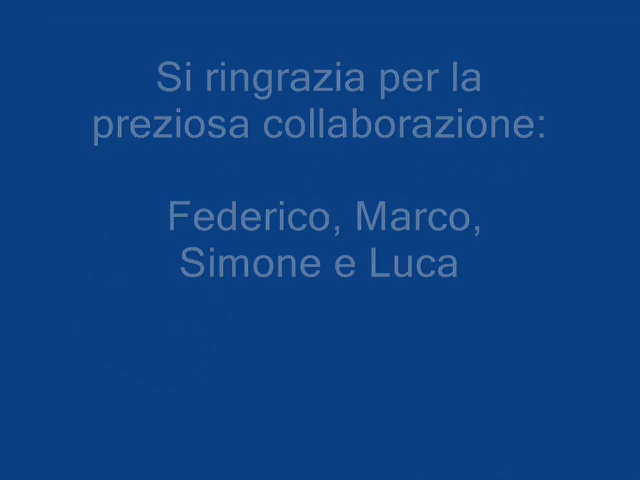 Si ringrazia per la
preziosa collaborazione:
Federico, Marco,
Simone e Luca